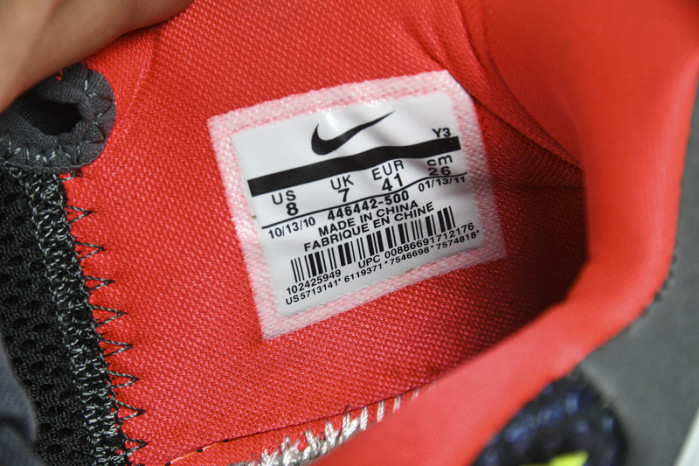 Y3
US UK EUR cm
8 7 41 26
10/13/10 446442-500 01/13/11
MADE IN CHINA
FABRIQUE EN CHINE
UPC 00886691712176
102425949
US5713141* 6119371 *7546698* 7574818*